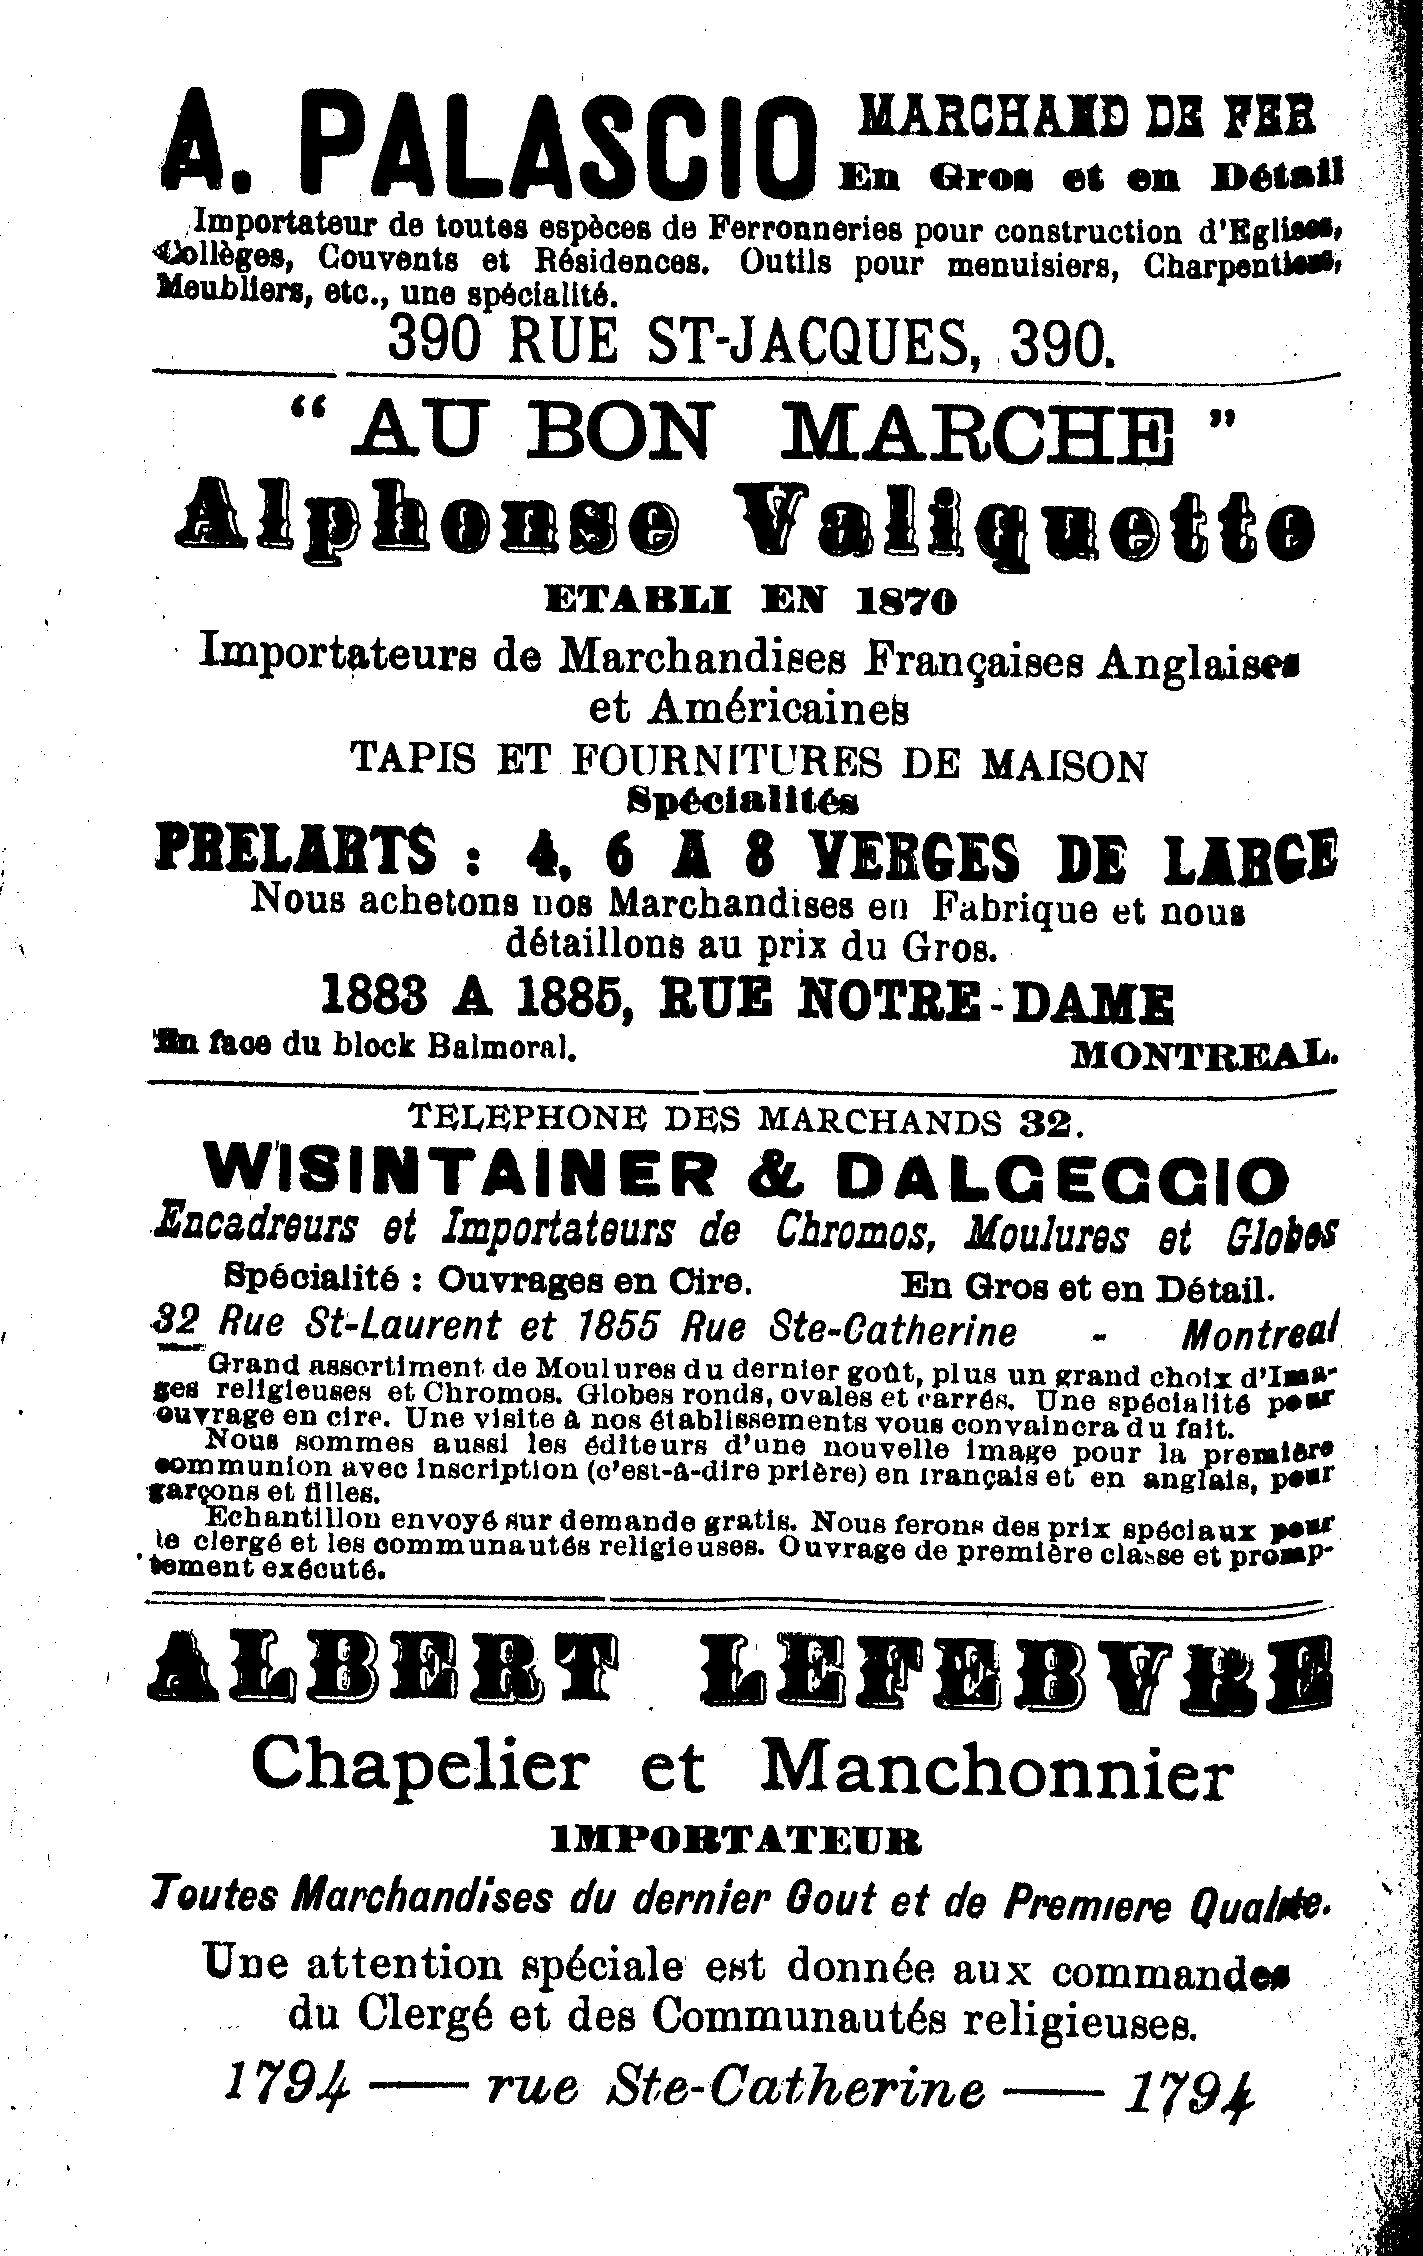 A. PALASCIO MARCHAND DE FER
En Gros et en Détail
Importateur de toutes espèces de Ferronneries pour construction d'Eglises,
Collèges, Couvents et Résidences. Outils pour menuisiers, Charpentiers,
Meubliers, etc., une spécialité.
390 RUE ST-JACQUES, 390.
“ AU BON MARCHE ”
Alphonse Valiquette
ETABLI EN 1870
Importateurs de Marchandises Françaises Anglaises
et Américaines
TAPIS ET FOURNITURES DE MAISON
Spécialités
PRELARTS : 4, 6 A 8 VERGES DE LARGE
Nous achetons nos Marchandises en Fabrique et nous
détaillons au prix du Gros.
1883 A 1885, RUE NOTRE-DAME
En face du block Balmoral. MONTREAL.
TELEPHONE DES MARCHANDS 32.
WISINTAINER & DALGEGGIO
Encadreurs et Importateurs de Chromos, Moulures et Globes
Spécialité : Ouvrages en Cire. En Gros et en Détail.
32 Rue St-Laurent et 1855 Rue Ste-Catherine - Montreal
Grand assortiment de Moulures du dernier goût, plus un grand choix d'Ima-
ges religieuses et Chromos. Globes ronds, ovales et carrés. Une spécialité pour
ouvrage en cire. Une visite à nos établissements vous convaincra du fait.
Nous sommes aussi les éditeurs d'une nouvelle image pour la première
communion avec inscription (c'est-à-dire prière) en français et en anglais, pour
garçons et filles.
Echantillon envoyé sur demande gratis. Nous ferons des prix spéciaux pour
le clergé et les communautés religieuses. Ouvrage de première classe et promp-
tement exécuté.
ALBERT LEFEBVRE
Chapelier et Manchonnier
IMPORTATEUR
Toutes Marchandises du dernier Gout et de Premiere Qualite.
Une attention spéciale est donnée aux commandes
du Clergé et des Communautés religieuses.
1794 — rue Ste-Catherine — 1794